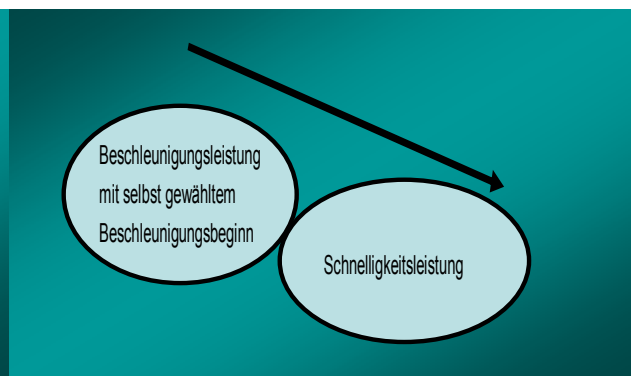 Beschleunigungsleistung
mit selbst gewähltem
Beschleunigungsbeginn
Schnelligkeitsleistung